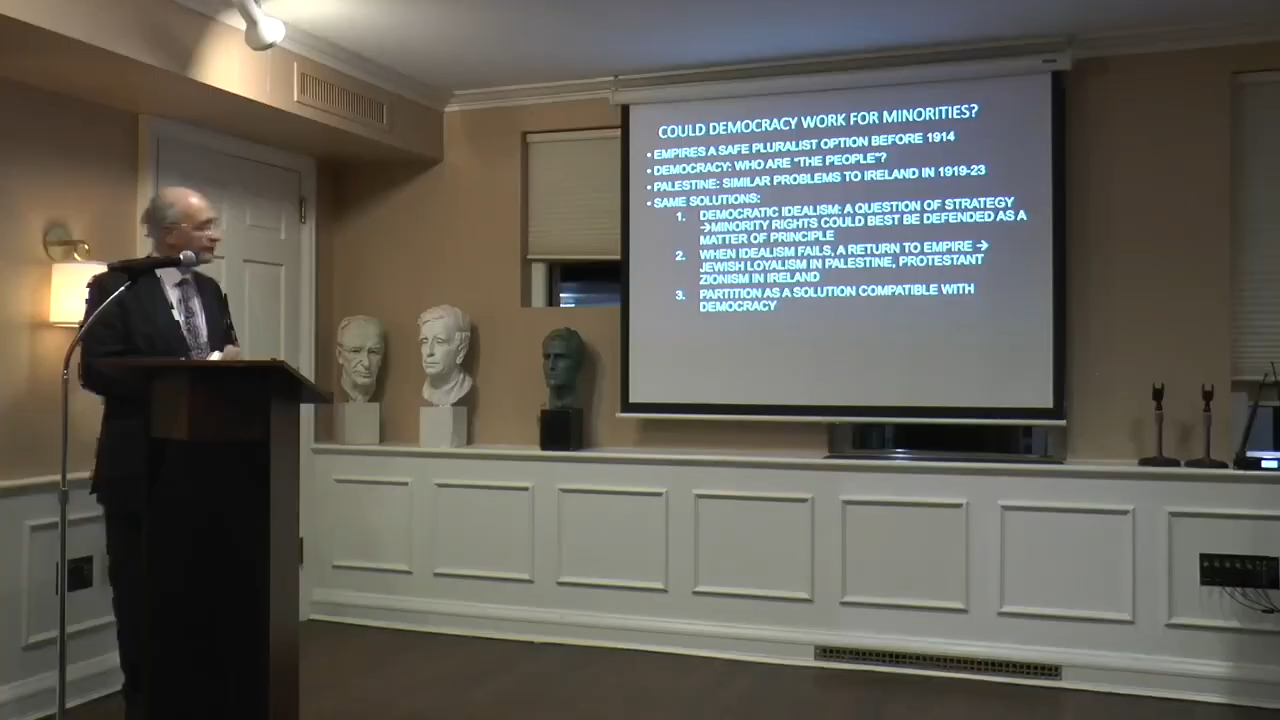 COULD DEMOCRACY WORK FOR MINORITIES?
• EMPIRES A SAFE PLURALIST OPTION BEFORE 1914
• DEMOCRACY: WHO ARE "THE PEOPLE"?
• PALESTINE: SIMILAR PROBLEMS TO IRELAND IN 1919-23
• SAME SOLUTIONS:
1. DEMOCRATIC IDEALISM: A QUESTION OF STRATEGY
→MINORITY RIGHTS COULD BEST BE DEFENDED AS A
MATTER OF PRINCIPLE
2. WHEN IDEALISM FAILS, A RETURN TO EMPIRE →
JEWISH LOYALISM IN PALESTINE, PROTESTANT
ZIONISM IN IRELAND
3. PARTITION AS A SOLUTION COMPATIBLE WITH
DEMOCRACY